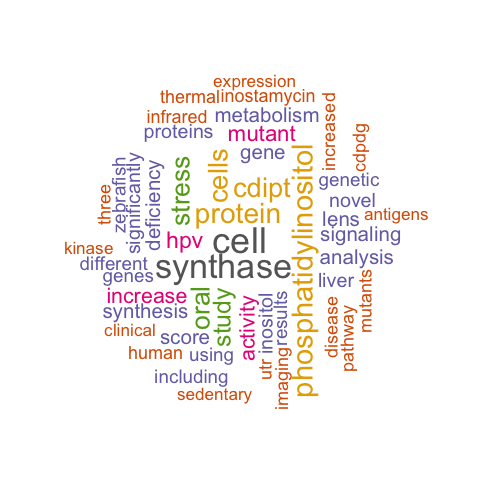 expression
thermal inostamycin
infrared metabolism
proteins mutant
gene
increased
cdpdg
cells
stress
cdipt
genetic
novel
protein
lens antigens
signaling
three
zebrafish
significantly
deficiency
phosphatidylinositol
hpv
cell
kinase
different
synthase
analysis
genes
liver
increase
synthesis
oral
study
activity
utr
inositol
results
imaging
disease
pathway
mutants
clinical
score
human using
including
sedentary